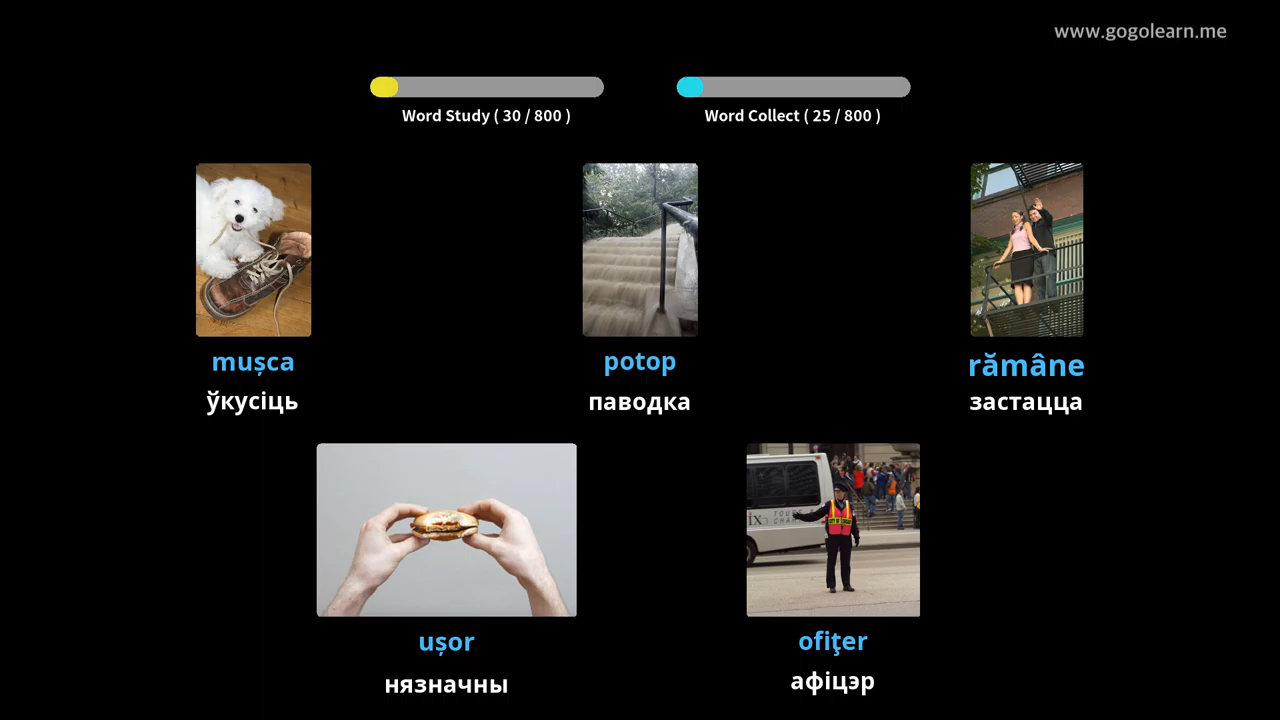 www.gogolearn.me
Word Study ( 30 / 800 )
Word Collect ( 25 / 800 )
mușca
potop
rămâne
ўкусіць
паводка
застацца
ușor
ofiţer
нязначны
афіцэр